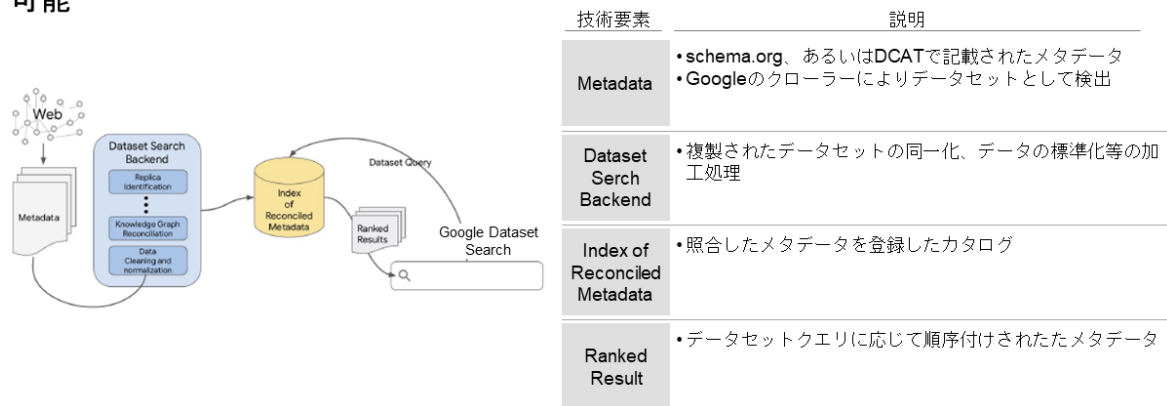 可能
Web
Metadata
Dataset Search
Backend
Replica
Identification
Knowledge Graph
Reconciliation
Data
Cleaning and
normalization
Index
of
Reconciled
Metadata
Dataset Query
Ranked
Results
Google Dataset
Search
技術要素
説明
Metadata
•schema.org、あるいはDCATで記載されたメタデータ
•Googleのクローラーによりデータセットとして検出
Dataset
Serch
Backend
•複製されたデータセットの同一化、データの標準化等の加
工処理
Index of
Reconciled
Metadata
•照合したメタデータを登録したカタログ
Ranked
Result
•データセットクエリに応じて順序付けされたたメタデータ